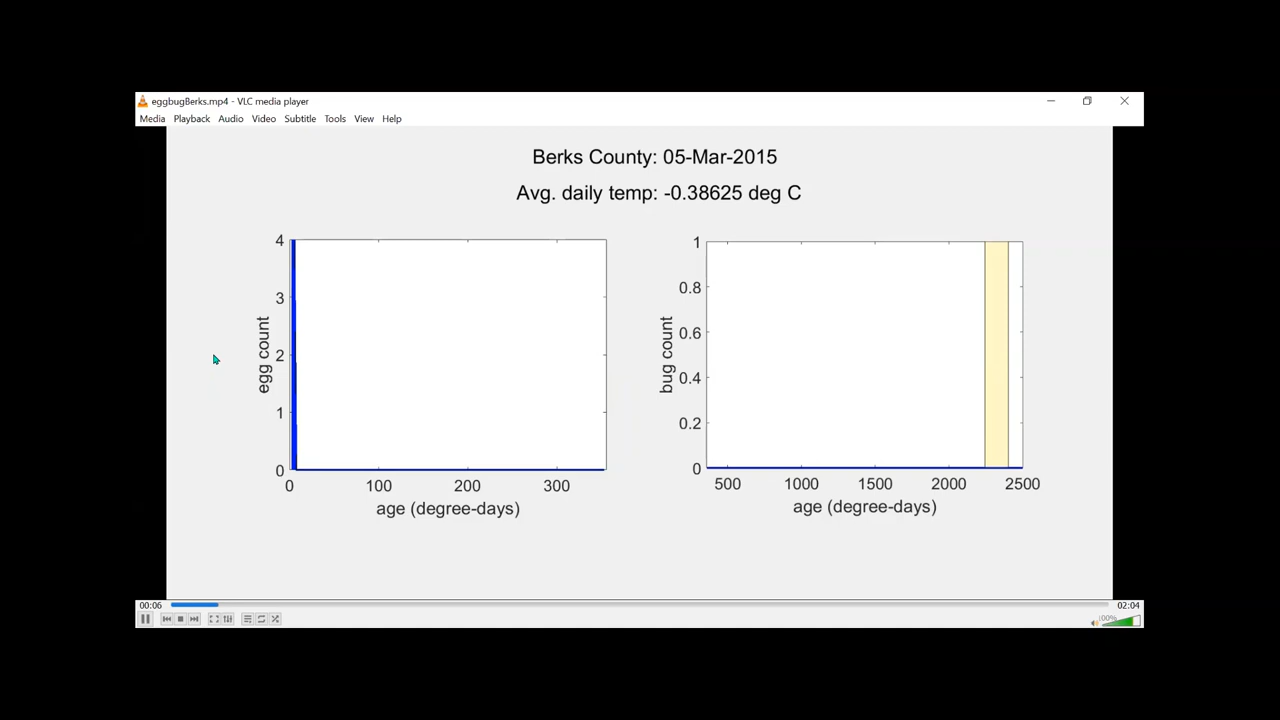 eggbugBerks.mp4 - VLC media player
Media Playback Audio Video Subtitle Tools View Help
Berks County: 05-Mar-2015
Avg. daily temp: -0.38625 deg C
4
3
2
1
0
egg count
0 100 200 300
age (degree-days)
1
0.8
0.6
0.4
0.2
0
bug count
500 1000 1500 2000 2500
age (degree-days)
00:06
02:04
100%